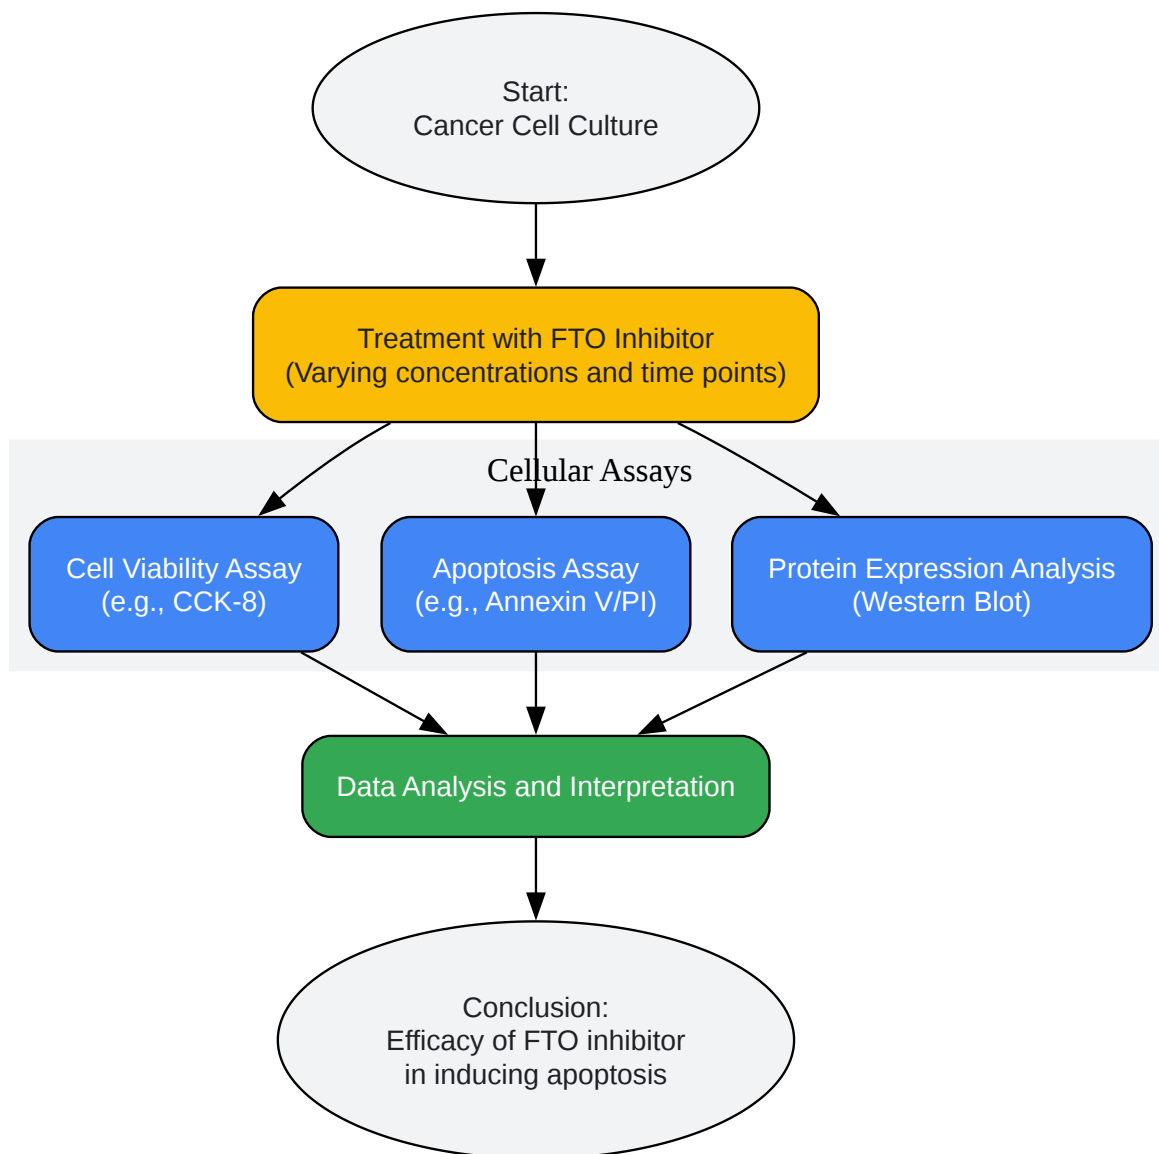 Start:
Cancer Cell Culture
Treatment with FTO Inhibitor
(Varying concentrations and time points)
Cellular Assays
Cell Viability Assay
(e.g., CCK-8)
Apoptosis Assay
(e.g., Annexin V/PI)
Protein Expression Analysis
(Western Blot)
Data Analysis and Interpretation
Conclusion:
Efficacy of FTO inhibitor
in inducing apoptosis